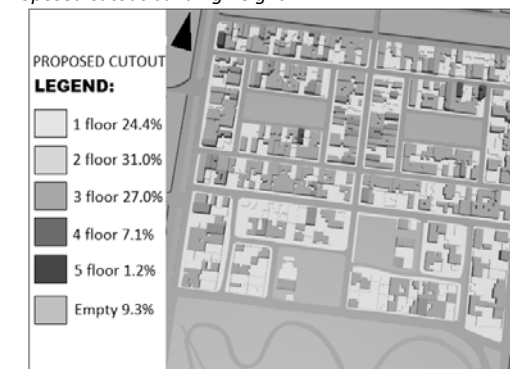 PROPOSED CUTOUT
LEGEND:
1 floor 24.4%
2 floor 31.0%
3 floor 27.0%
4 floor 7.1%
5 floor 1.2%
Empty 9.3%